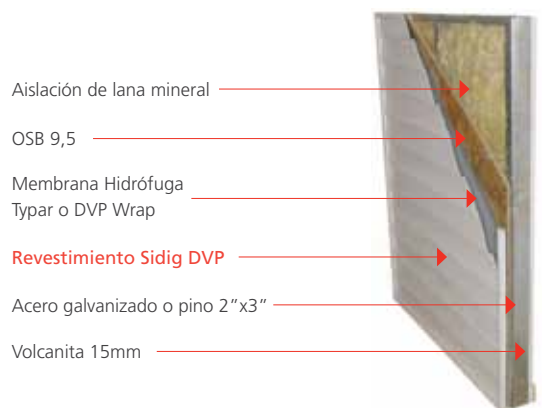 Aislación de lana mineral
OSB 9,5
Membrana Hidrófuga
Typar o DVP Wrap
Revestimiento Sidig DVP
Acero galvanizado o pino 2”x3“
Volcanita 15mm